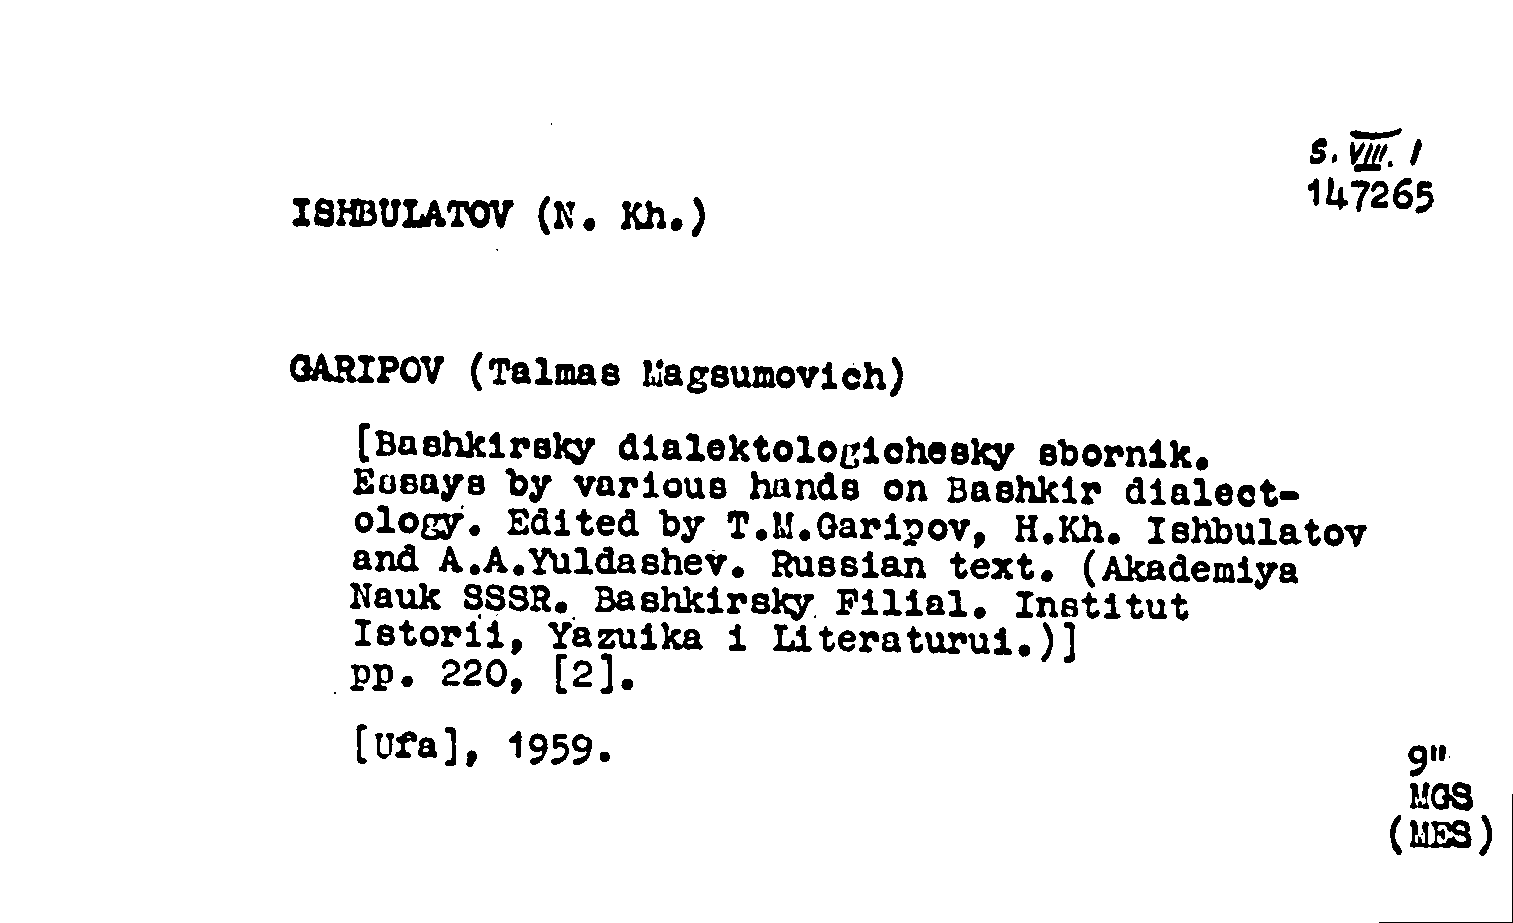 S. VIII. 1
147265
ISHBULATOV (N. Kh.)
GARIPOV (Talmas Magsumovich)
[Bashkirsky dialektologichesky sbornik.
Essays by various hands on Bashkir dialect-
ology. Edited by T.M.Garipov, H.Kh. Ishbulatov
and A.A.Yuldashev. Russian text. (Akademiya
Nauk SSSR. Bashkirsky Filial. Institut
Istorii, Yazuika i Literaturui.)]
pp. 220, [2].
[Ufa], 1959.
9"
MGS
(MES)